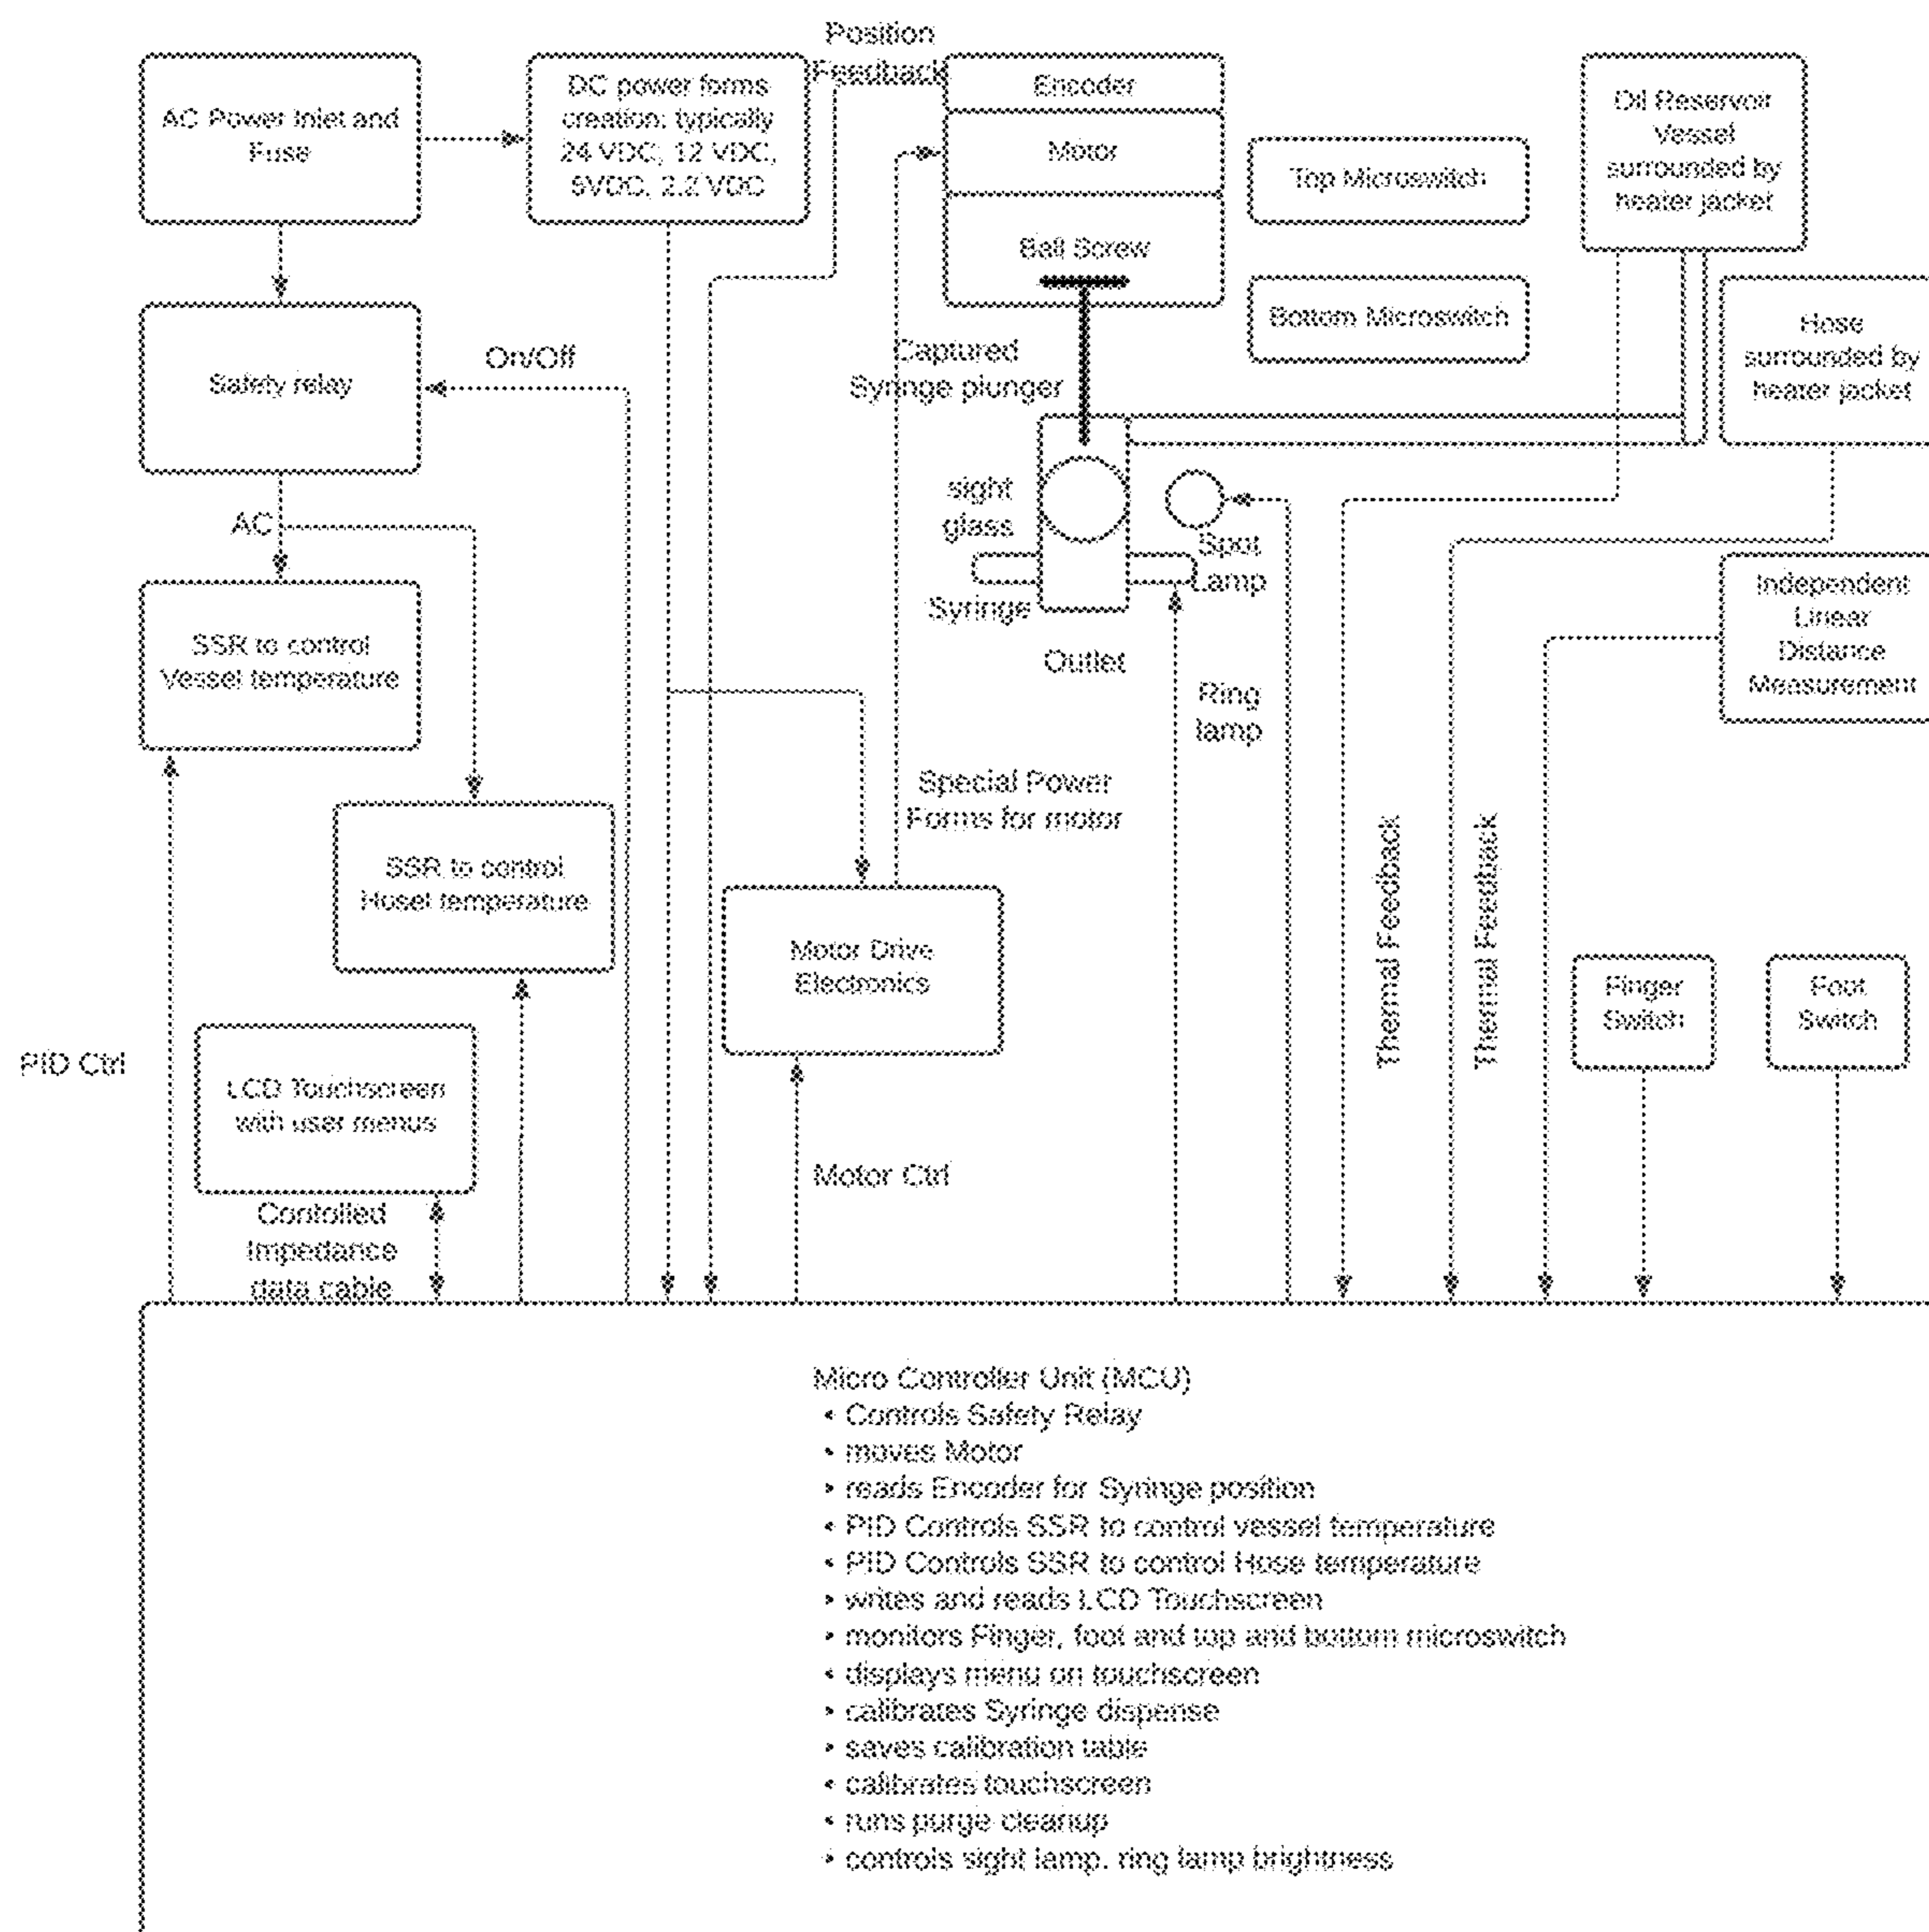 Position
Feedback
AC Power Inlet and
Fuse
DC power forms
creation: typically
24 VDC, 12 VDC,
5VDC, 2.2 VDC
Encoder
Motor
Ball Screw
Top Microswitch
Bottom Microswitch
Oil Reservoir
Vessel
surrounded by
heater jacket
Hose
surrounded by
heater jacket
Safety relay
On/Off
Captured
Syringe plunger
AC
sight
glass
Spot
Lamp
Syringe
Outlet
Ring
lamp
SSR to control
Vessel temperature
Independent
Linear
Distance
Measurement
Special Power
Forms for motor
SSR to control
Hosel temperature
Motor Drive
Electronics
Thermal Feedback
Thermal Feedback
Finger
Switch
Foot
Switch
PID Ctrl
LCD Touchscreen
with user menus
Motor Ctrl
Contolled
Impedance
data cable
Micro Controller Unit (MCU)
• Controls Safety Relay
• moves Motor
• reads Encoder for Syringe position
• PID Controls SSR to control vessel temperature
• PID Controls SSR to control Hose temperature
• writes and reads LCD Touchscreen
• monitors Finger, foot and top and bottom microswitch
• displays menu on touchscreen
• calibrates Syringe dispense
• saves calibration table
• calibrates touchscreen
• runs purge cleanup
• controls sight lamp. ring lamp brightness